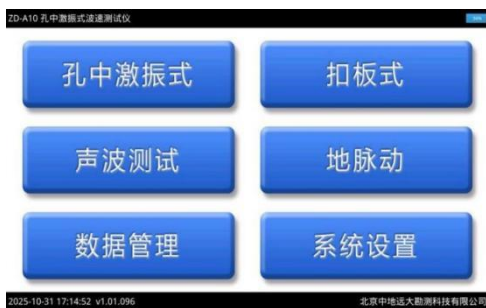 ZD-A10 孔中激振式波速测试仪
孔中激振式
扣板式
声波测试
地脉动
数据管理
系统设置
2025-10-31 17:14:52 v1.01.096
北京中地远大勘测科技有限公司